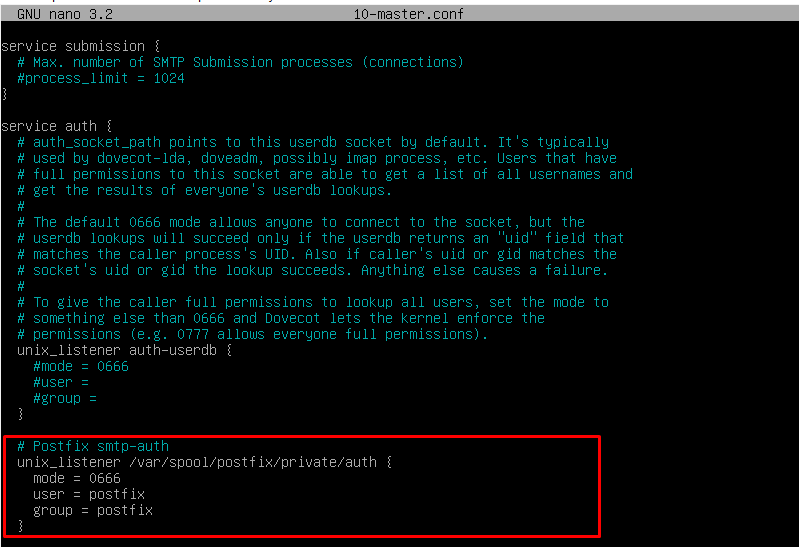 GNU nano 3.2 10-master.conf
service submission {
# Max. number of SMTP Submission processes (connections)
#process_limit = 1024
}
service auth {
# auth_socket_path points to this userdb socket by default. It's typically
# used by dovecot-lda, doveadm, possibly imap process, etc. Users that have
# full permissions to this socket are able to get a list of all usernames and
# get the results of everyone's userdb lookups.
#
# The default 0666 mode allows anyone to connect to the socket, but the
# userdb lookups will succeed only if the userdb returns an "uid" field that
# matches the caller process's UID. Also if caller's uid or gid matches the
# socket's uid or gid the lookup succeeds. Anything else causes a failure.
#
# To give the caller full permissions to lookup all users, set the mode to
# something else than 0666 and Dovecot lets the kernel enforce the
# permissions (e.g. 0777 allows everyone full permissions).
unix_listener auth-userdb {
#mode = 0666
#user =
#group =
}
# Postfix smtp-auth
unix_listener /var/spool/postfix/private/auth {
mode = 0666
user = postfix
group = postfix
}